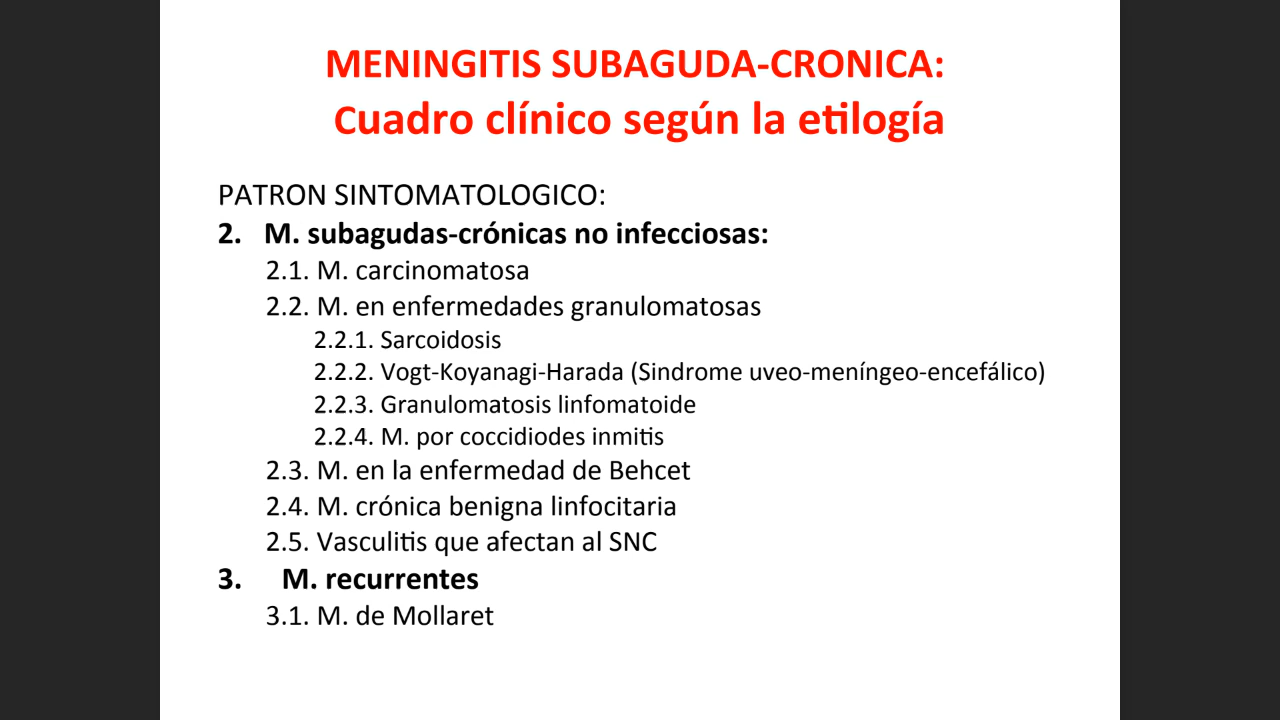 MENINGITIS SUBAGUDA-CRONICA:
Cuadro clínico según la etilogía
PATRON SINTOMATOLOGICO:
2. M. subagudas-crónicas no infecciosas:
2.1. M. carcinomatosa
2.2. M. en enfermedades granulomatosas
2.2.1. Sarcoidosis
2.2.2. Vogt-Koyanagi-Harada (Sindrome uveo-meníngeo-encefálico)
2.2.3. Granulomatosis linfomatoide
2.2.4. M. por coccidiodes inmitis
2.3. M. en la enfermedad de Behcet
2.4. M. crónica benigna linfocitaria
2.5. Vasculitis que afectan al SNC
3. M. recurrentes
3.1. M. de Mollaret